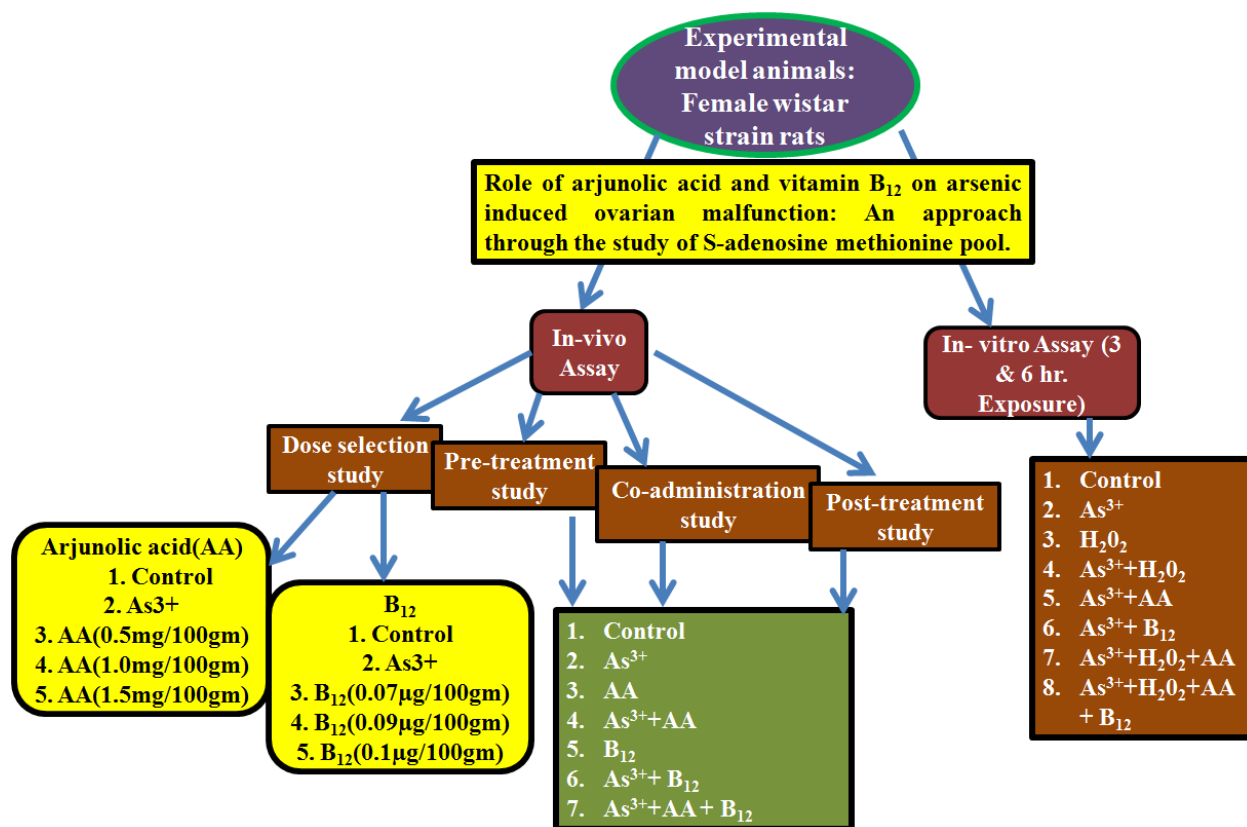 Experimental
model animals:
Female wistar
strain rats
Role of arjunolic acid and vitamin B₁₂ on arsenic
induced ovarian malfunction: An approach
through the study of S-adenosine methionine pool.
In-vivo
Assay
In- vitro Assay (3
& 6 hr.
Exposure)
Dose selection
study
Pre-treatment
study
Co-administration
study
Post-treatment
study
Arjunolic acid(AA)
1. Control
2. As3+
3. AA(0.5mg/100gm)
4. AA(1.0mg/100gm)
5. AA(1.5mg/100gm)
B₁₂
1. Control
2. As3+
3. B₁₂(0.07µg/100gm)
4. B₁₂(0.09µg/100gm)
5. B₁₂(0.1µg/100gm)
1. Control
2. As³⁺
3. AA
4. As³⁺+AA
5. B₁₂
6. As³⁺+ B₁₂
7. As³⁺+AA + B₁₂
1. Control
2. As³⁺
3. H₂0₂
4. As³⁺+H₂0₂
5. As³⁺+AA
6. As³⁺+ B₁₂
7. As³⁺+H₂0₂+AA
8. As³⁺+H₂0₂+AA
+ B₁₂